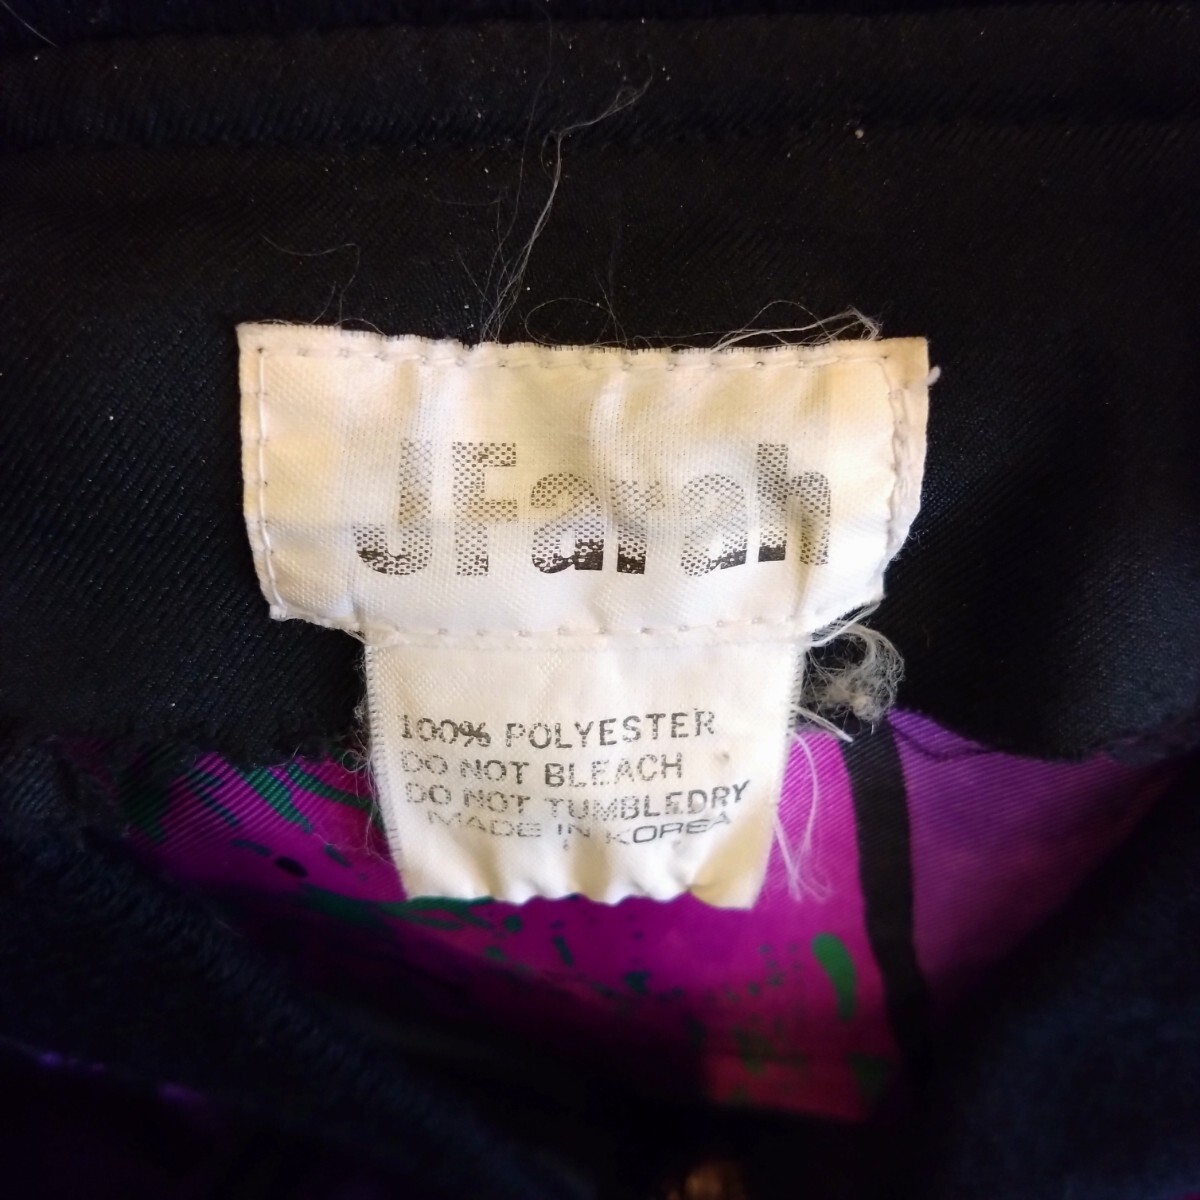 JFarah
100% POLYESTER
DO NOT BLEACH
DO NOT TUMBLEDRY
MADE IN KOREA